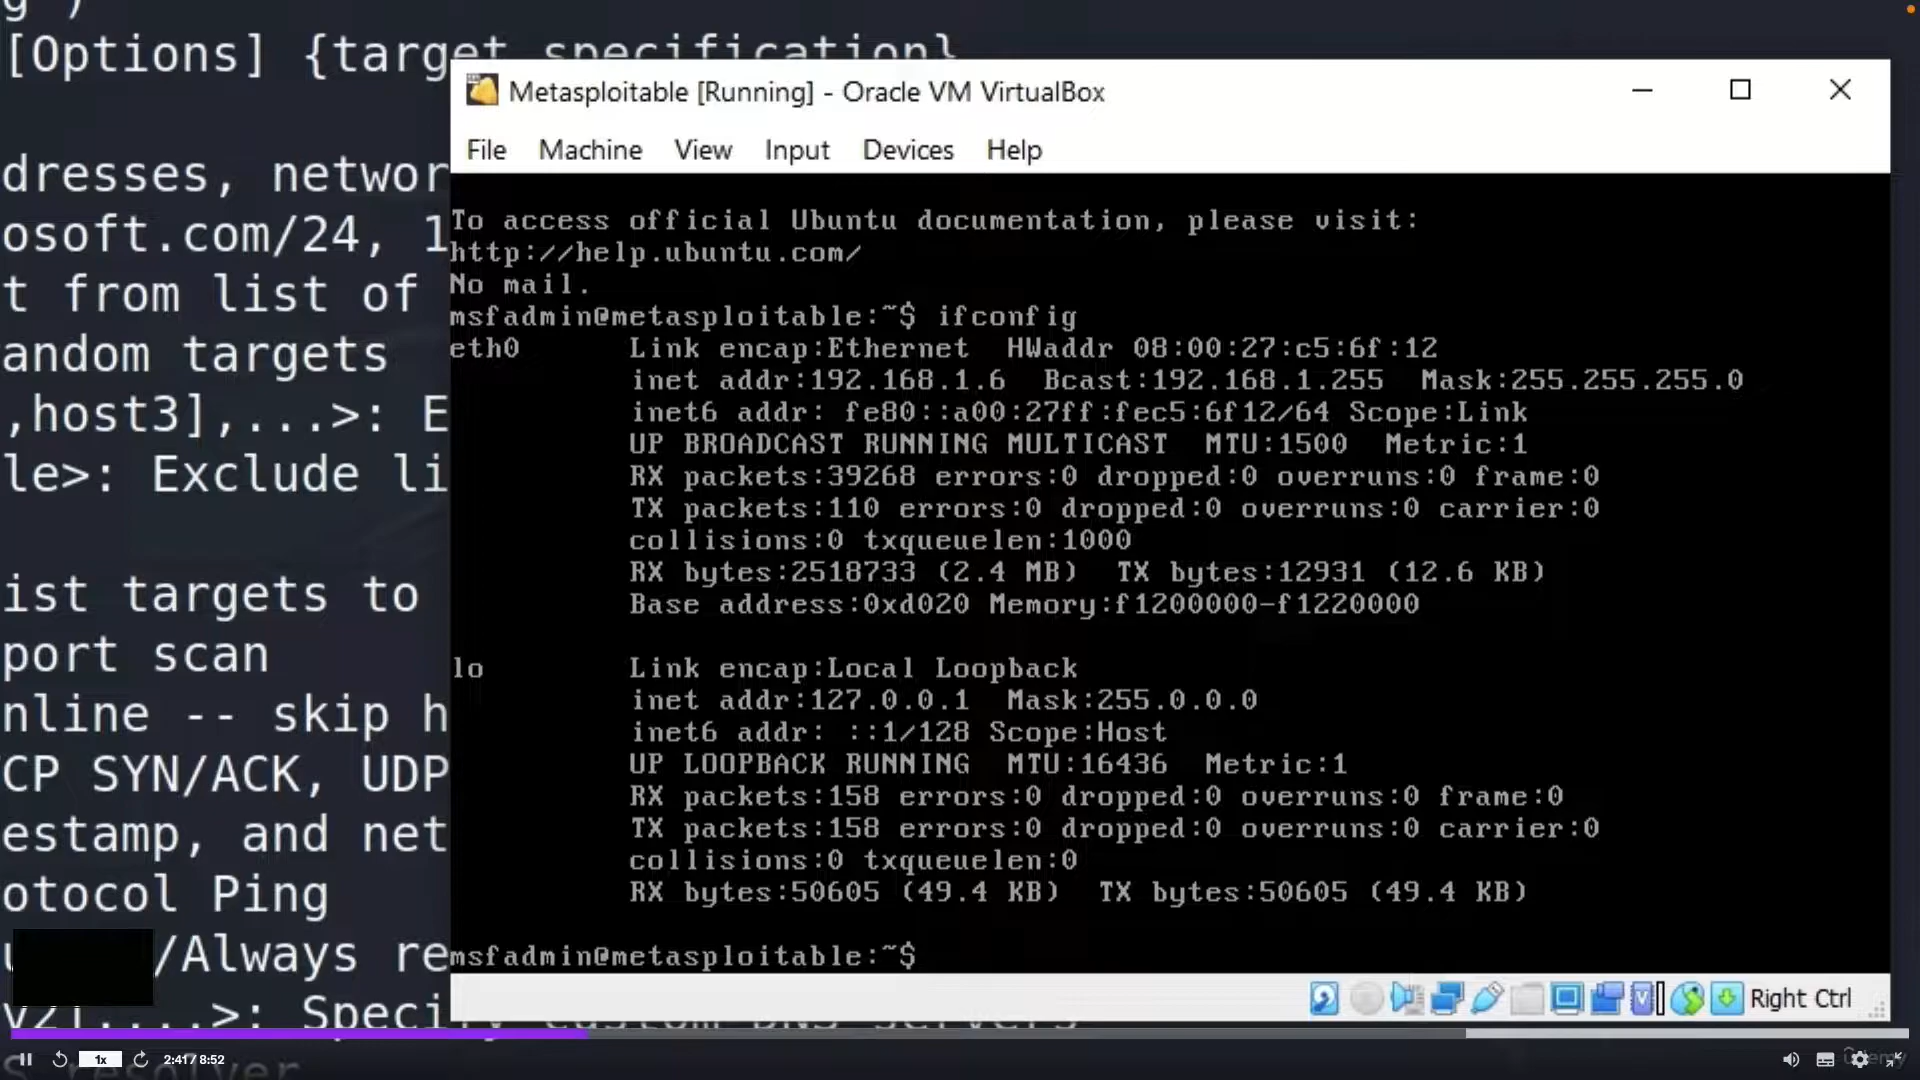 g )
[Options] {target specification}
Metasploitable [Running] - Oracle VM VirtualBox
File Machine View Input Devices Help
dresses, networ
osoft.com/24, 1
t from list of
andom targets
,host3],...>: E
le>: Exclude li
ist targets to
port scan
nline -- skip h
CP SYN/ACK, UDP
estamp, and net
otocol Ping
/Always re
v2],...>: Specify custom DNS servers
S resolver
To access official Ubuntu documentation, please visit:
http://help.ubuntu.com/
No mail.
msfadmin@metasploitable:~$ ifconfig
eth0 Link encap:Ethernet HWaddr 08:00:27:c5:6f:12
inet addr:192.168.1.6 Bcast:192.168.1.255 Mask:255.255.255.0
inet6 addr: fe80::a00:27ff:fec5:6f12/64 Scope:Link
UP BROADCAST RUNNING MULTICAST MTU:1500 Metric:1
RX packets:39268 errors:0 dropped:0 overruns:0 frame:0
TX packets:110 errors:0 dropped:0 overruns:0 carrier:0
collisions:0 txqueuelen:1000
RX bytes:2518733 (2.4 MB) TX bytes:12931 (12.6 KB)
Base address:0xd020 Memory:f1200000-f1220000
lo Link encap:Local Loopback
inet addr:127.0.0.1 Mask:255.0.0.0
inet6 addr: ::1/128 Scope:Host
UP LOOPBACK RUNNING MTU:16436 Metric:1
RX packets:158 errors:0 dropped:0 overruns:0 frame:0
TX packets:158 errors:0 dropped:0 overruns:0 carrier:0
collisions:0 txqueuelen:0
RX bytes:50605 (49.4 KB) TX bytes:50605 (49.4 KB)
msfadmin@metasploitable:~$
Right Ctrl
1x 2:41 / 8:52
Udemy